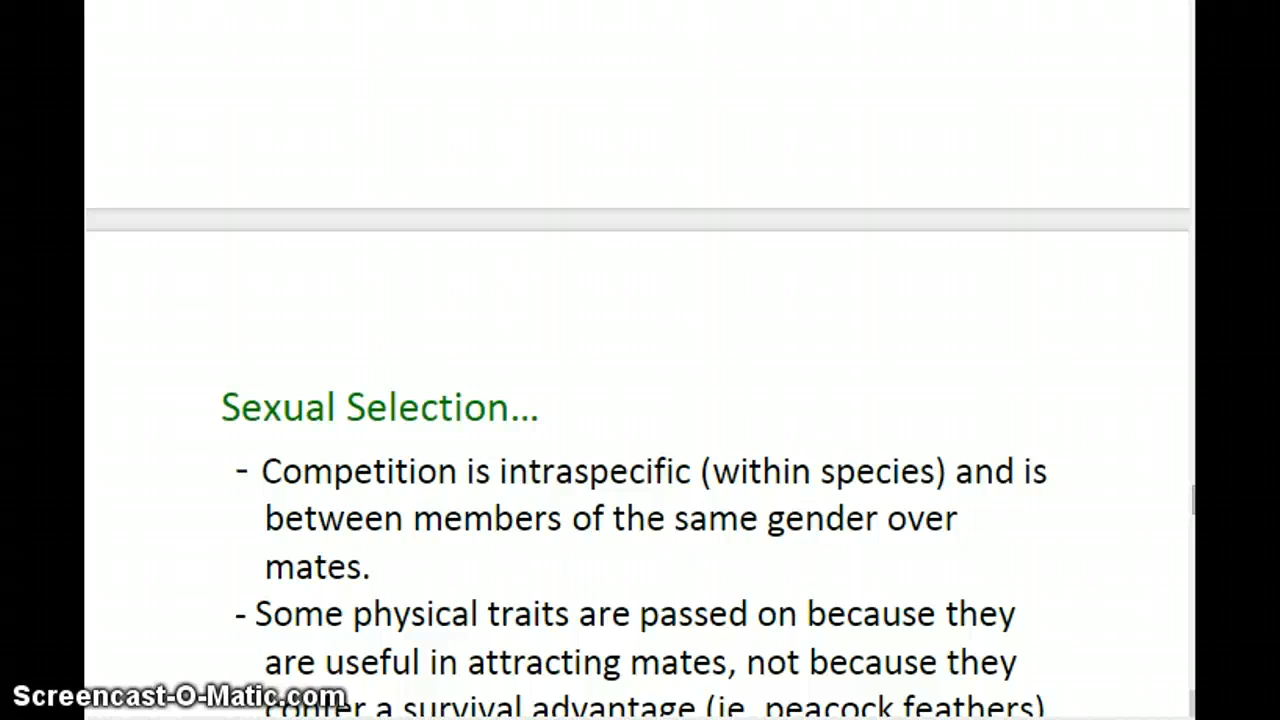 Sexual Selection...
- Competition is intraspecific (within species) and is
between members of the same gender over
mates.
- Some physical traits are passed on because they
are useful in attracting mates, not because they
confer a survival advantage (ie. peacock feathers)
Screencast-O-Matic.com